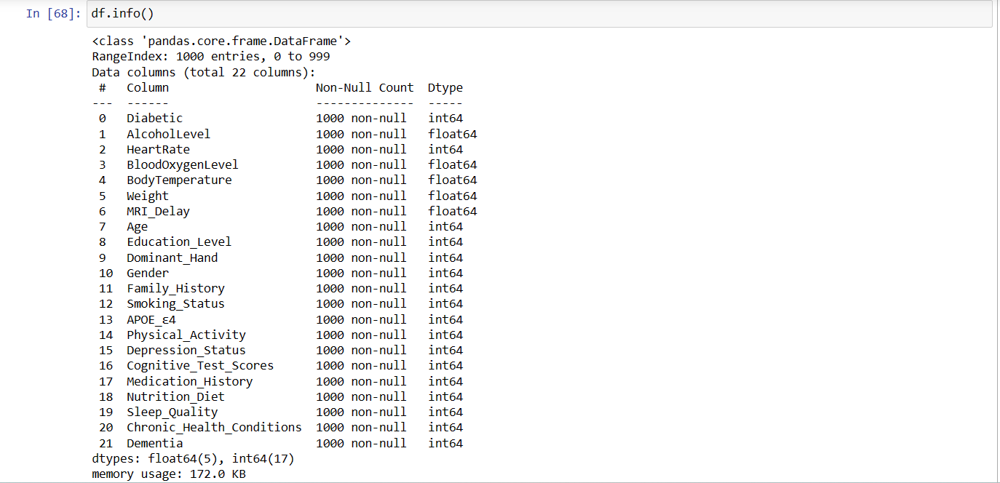 In [68]: df.info()
<class 'pandas.core.frame.DataFrame'>
RangeIndex: 1000 entries, 0 to 999
Data columns (total 22 columns):
 #   Column                     Non-Null Count  Dtype
---  ------                     --------------  -----
 0   Diabetic                   1000 non-null   int64
 1   AlcoholLevel               1000 non-null   float64
 2   HeartRate                  1000 non-null   int64
 3   BloodOxygenLevel           1000 non-null   float64
 4   BodyTemperature            1000 non-null   float64
 5   Weight                     1000 non-null   float64
 6   MRI_Delay                  1000 non-null   float64
 7   Age                        1000 non-null   int64
 8   Education_Level            1000 non-null   int64
 9   Dominant_Hand              1000 non-null   int64
 10  Gender                     1000 non-null   int64
 11  Family_History             1000 non-null   int64
 12  Smoking_Status             1000 non-null   int64
 13  APOE_ε4                    1000 non-null   int64
 14  Physical_Activity          1000 non-null   int64
 15  Depression_Status          1000 non-null   int64
 16  Cognitive_Test_Scores      1000 non-null   int64
 17  Medication_History         1000 non-null   int64
 18  Nutrition_Diet             1000 non-null   int64
 19  Sleep_Quality              1000 non-null   int64
 20  Chronic_Health_Conditions  1000 non-null   int64
 21  Dementia                   1000 non-null   int64
dtypes: float64(5), int64(17)
memory usage: 172.0 KB